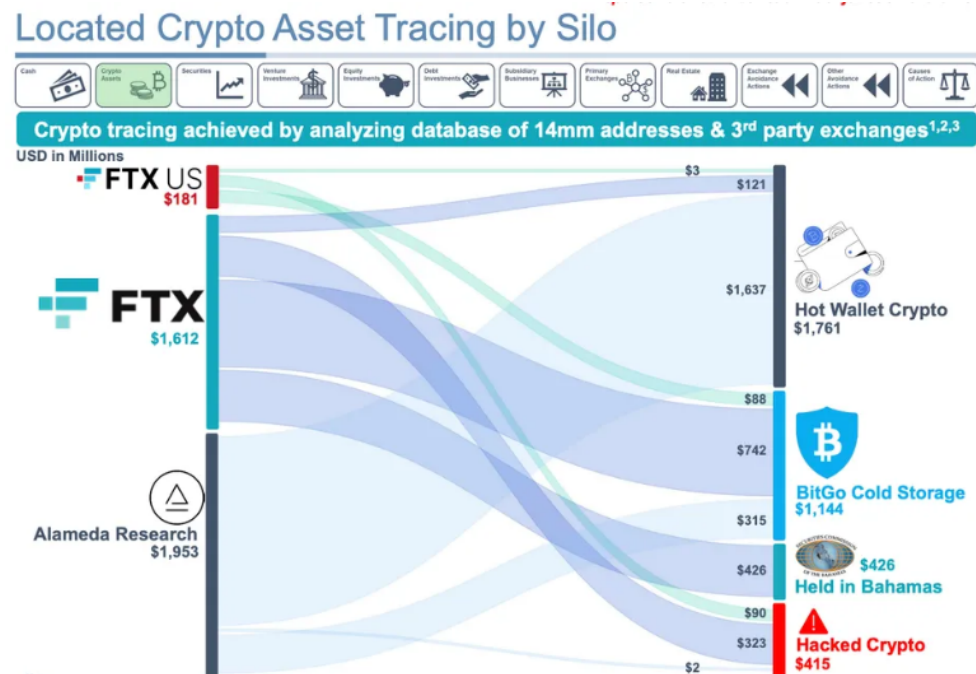 Located Crypto Asset Tracing by Silo
Cash
Crypto Assets
Securities
Venture Investments
Equity Investments
Debt Investments
Subsidiary Businesses
Primary Exchanges
Real Estate
Exchange Avoidance Actions
Other Avoidance Actions
Causes of Action
Crypto tracing achieved by analyzing database of 14mm addresses & 3rd party exchanges1,2,3
USD in Millions
FTX US
$181
FTX
$1,612
Alameda Research
$1,953
$3
$121
$1,637
$88
$742
$315
$426
$90
$323
$2
Hot Wallet Crypto
$1,761
BitGo Cold Storage
$1,144
$426
Held in Bahamas
Hacked Crypto
$415